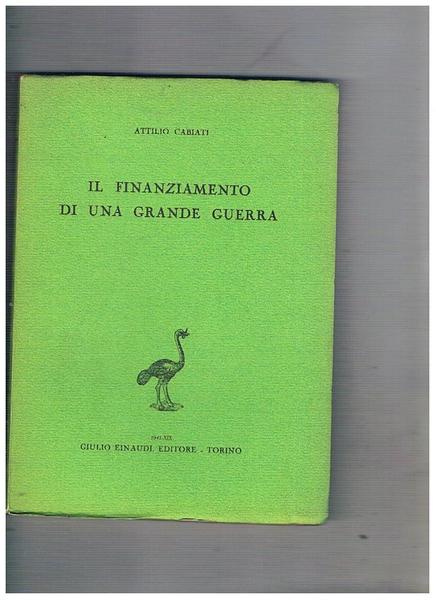 ATTILIO CABIATI
IL FINANZIAMENTO
DI UNA GRANDE GUERRA
1941-XIX
GIULIO EINAUDI, EDITORE - TORINO